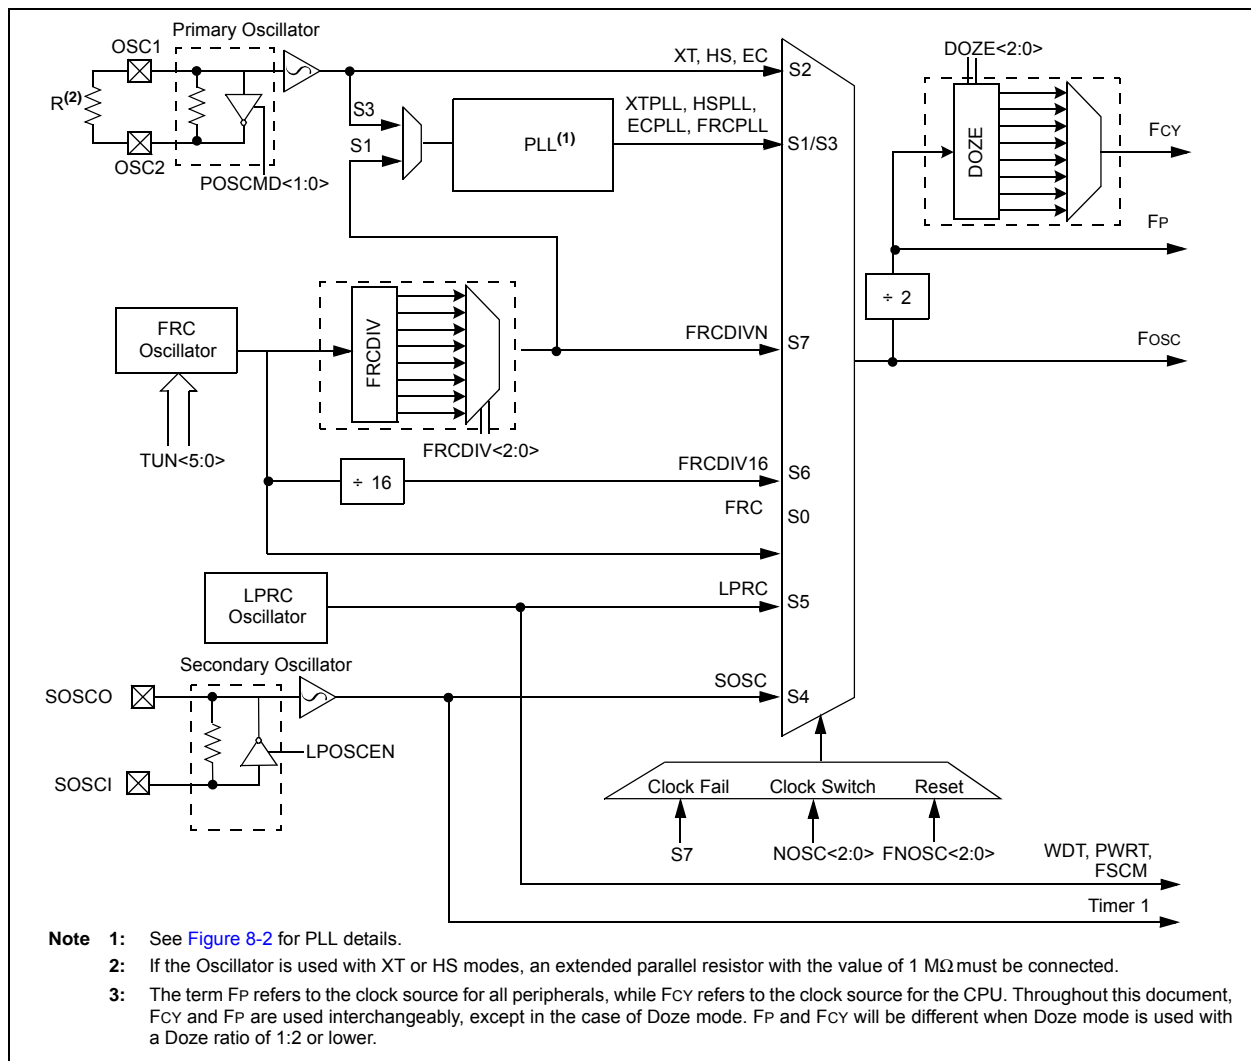 Primary Oscillator
OSC1
R(2)
OSC2
POSCMD<1:0>
S3
S1
PLL(1)
XT, HS, EC
XTPLL, HSPLL,
ECPLL, FRCPLL
S2
S1/S3
DOZE<2:0>
DOZE
FCY
FP
÷ 2
FOSC
FRC
Oscillator
TUN<5:0>
FRCDIV
FRCDIV<2:0>
FRCDIVN
S7
÷ 16
FRCDIV16
S6
FRC
S0
LPRC
Oscillator
LPRC
S5
Secondary Oscillator
SOSCO
SOSCI
LPOSCEN
SOSC
S4
Clock Fail Clock Switch Reset
S7 NOSC<2:0> FNOSC<2:0>
WDT, PWRT,
FSCM
Timer 1
Note 1: See Figure 8-2 for PLL details.
2: If the Oscillator is used with XT or HS modes, an extended parallel resistor with the value of 1 MΩ must be connected.
3: The term FP refers to the clock source for all peripherals, while FCY refers to the clock source for the CPU. Throughout this document,
FCY and FP are used interchangeably, except in the case of Doze mode. FP and FCY will be different when Doze mode is used with
a Doze ratio of 1:2 or lower.